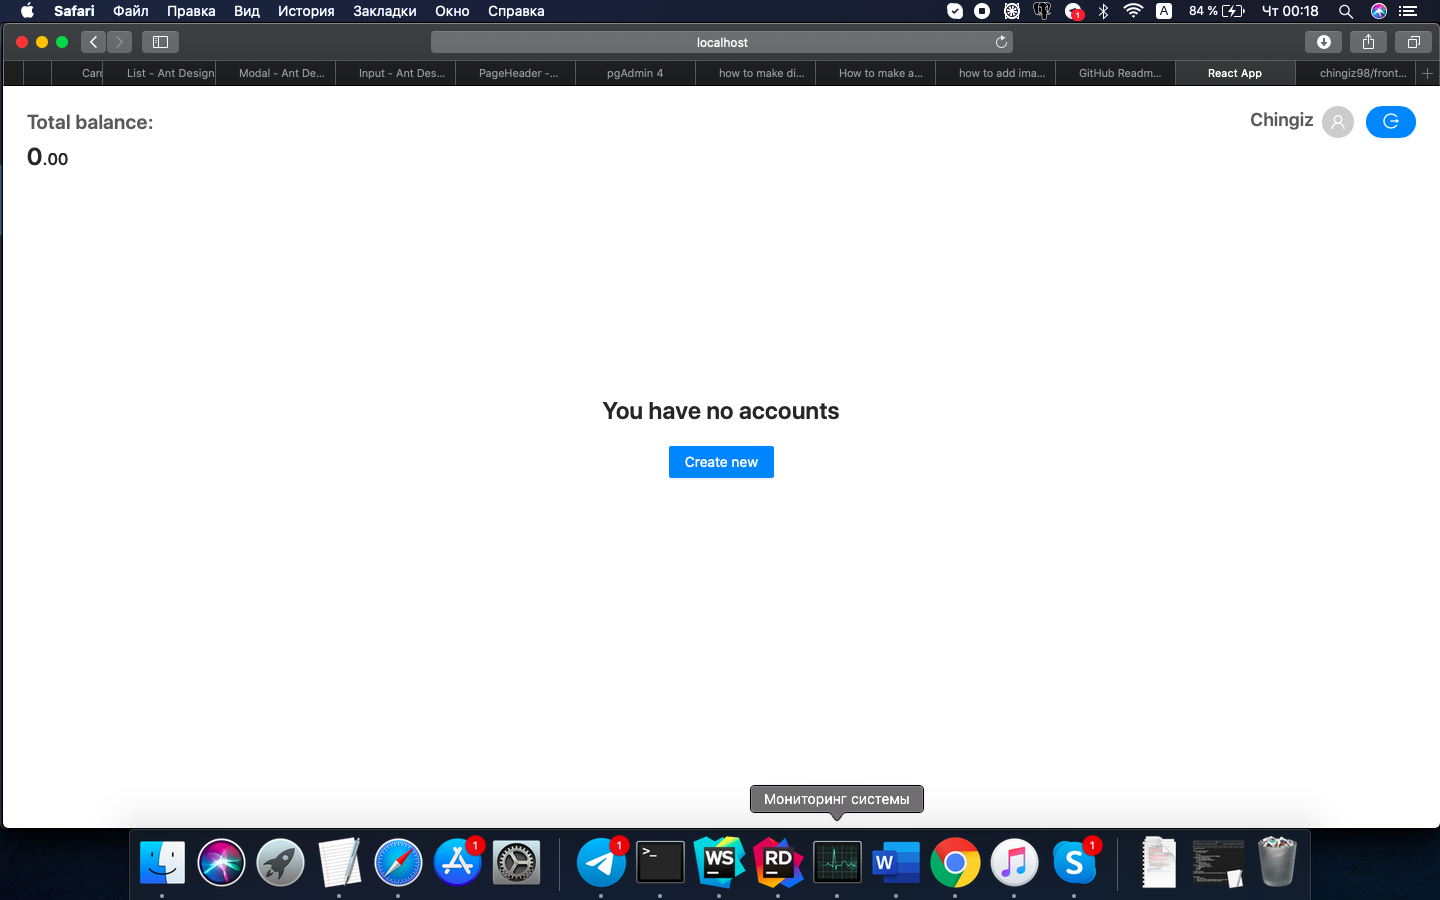 Safari Файл Правка Вид История Закладки Окно Справка
1 A 84 % Чт 00:18
localhost
Card List - Ant Design Modal - Ant De... Input - Ant Des... PageHeader -... pgAdmin 4 how to make di... How to make a... how to add ima... GitHub Readm... React App chingiz98/front...
Total balance:
Chingiz
0.00
You have no accounts
Create new
Мониторинг системы
1 1 >_ WS RD W S 1